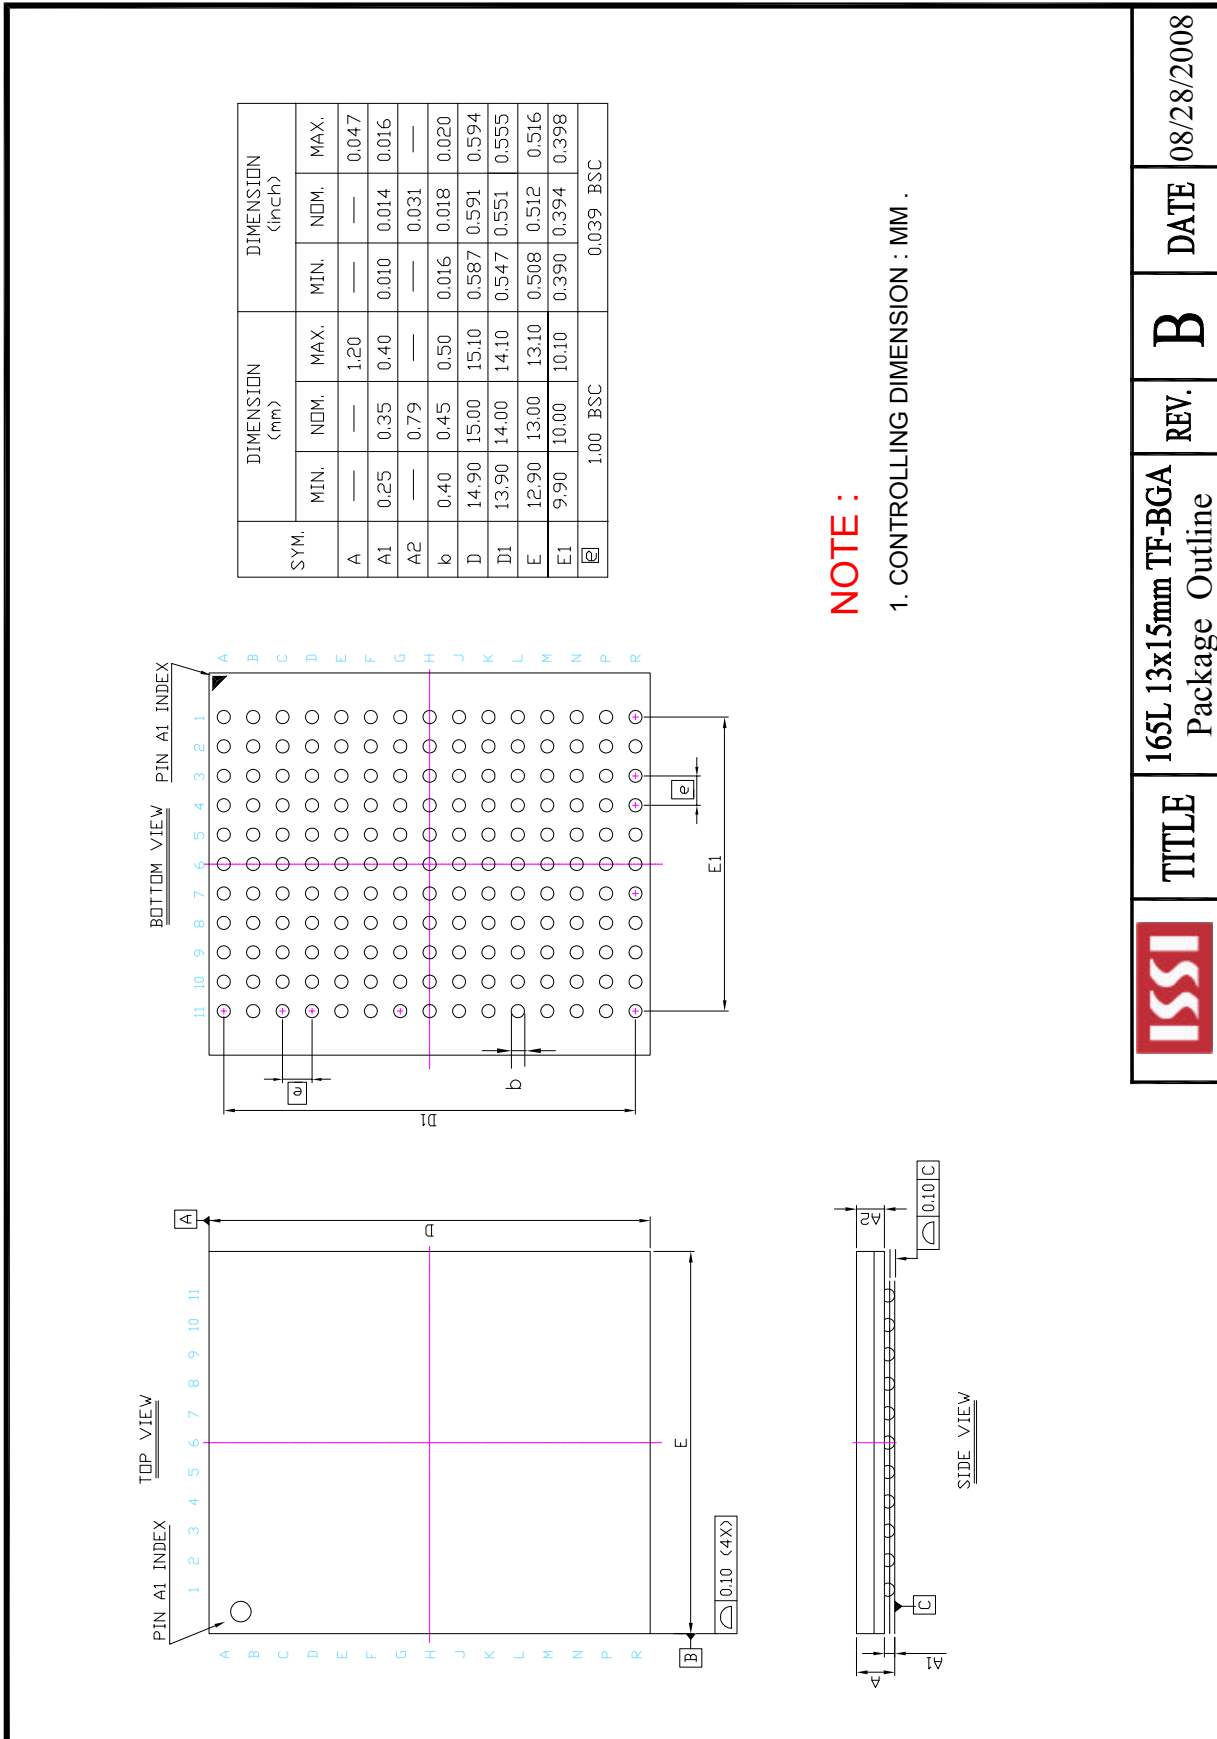 TOP VIEW
PIN A1 INDEX
1 2 3 4 5 6 7 8 9 10 11
A
B
C
D
E
F
G
H
J
K
L
M
N
P
R
A
D
E
B
0.10 (4X)
BOTTOM VIEW
PIN A1 INDEX
11 10 9 8 7 6 5 4 3 2 1
A
B
C
D
E
F
G
H
J
K
L
M
N
P
R
e
D1
b
e
E1
SIDE VIEW
A
A1
A2
C
0.10 C
SYM. DIMENSION (mm) DIMENSION (inch)
MIN. NOM. MAX. MIN. NOM. MAX.
A — — 1.20 — — 0.047
A1 0.25 0.35 0.40 0.010 0.014 0.016
A2 — 0.79 — — 0.031 —
b 0.40 0.45 0.50 0.016 0.018 0.020
D 14.90 15.00 15.10 0.587 0.591 0.594
D1 13.90 14.00 14.10 0.547 0.551 0.555
E 12.90 13.00 13.10 0.508 0.512 0.516
E1 9.90 10.00 10.10 0.390 0.394 0.398
e 1.00 BSC 0.039 BSC
NOTE :
1. CONTROLLING DIMENSION : MM .
ISSI
TITLE
165L 13x15mm TF-BGA
Package Outline
REV.
B
DATE
08/28/2008